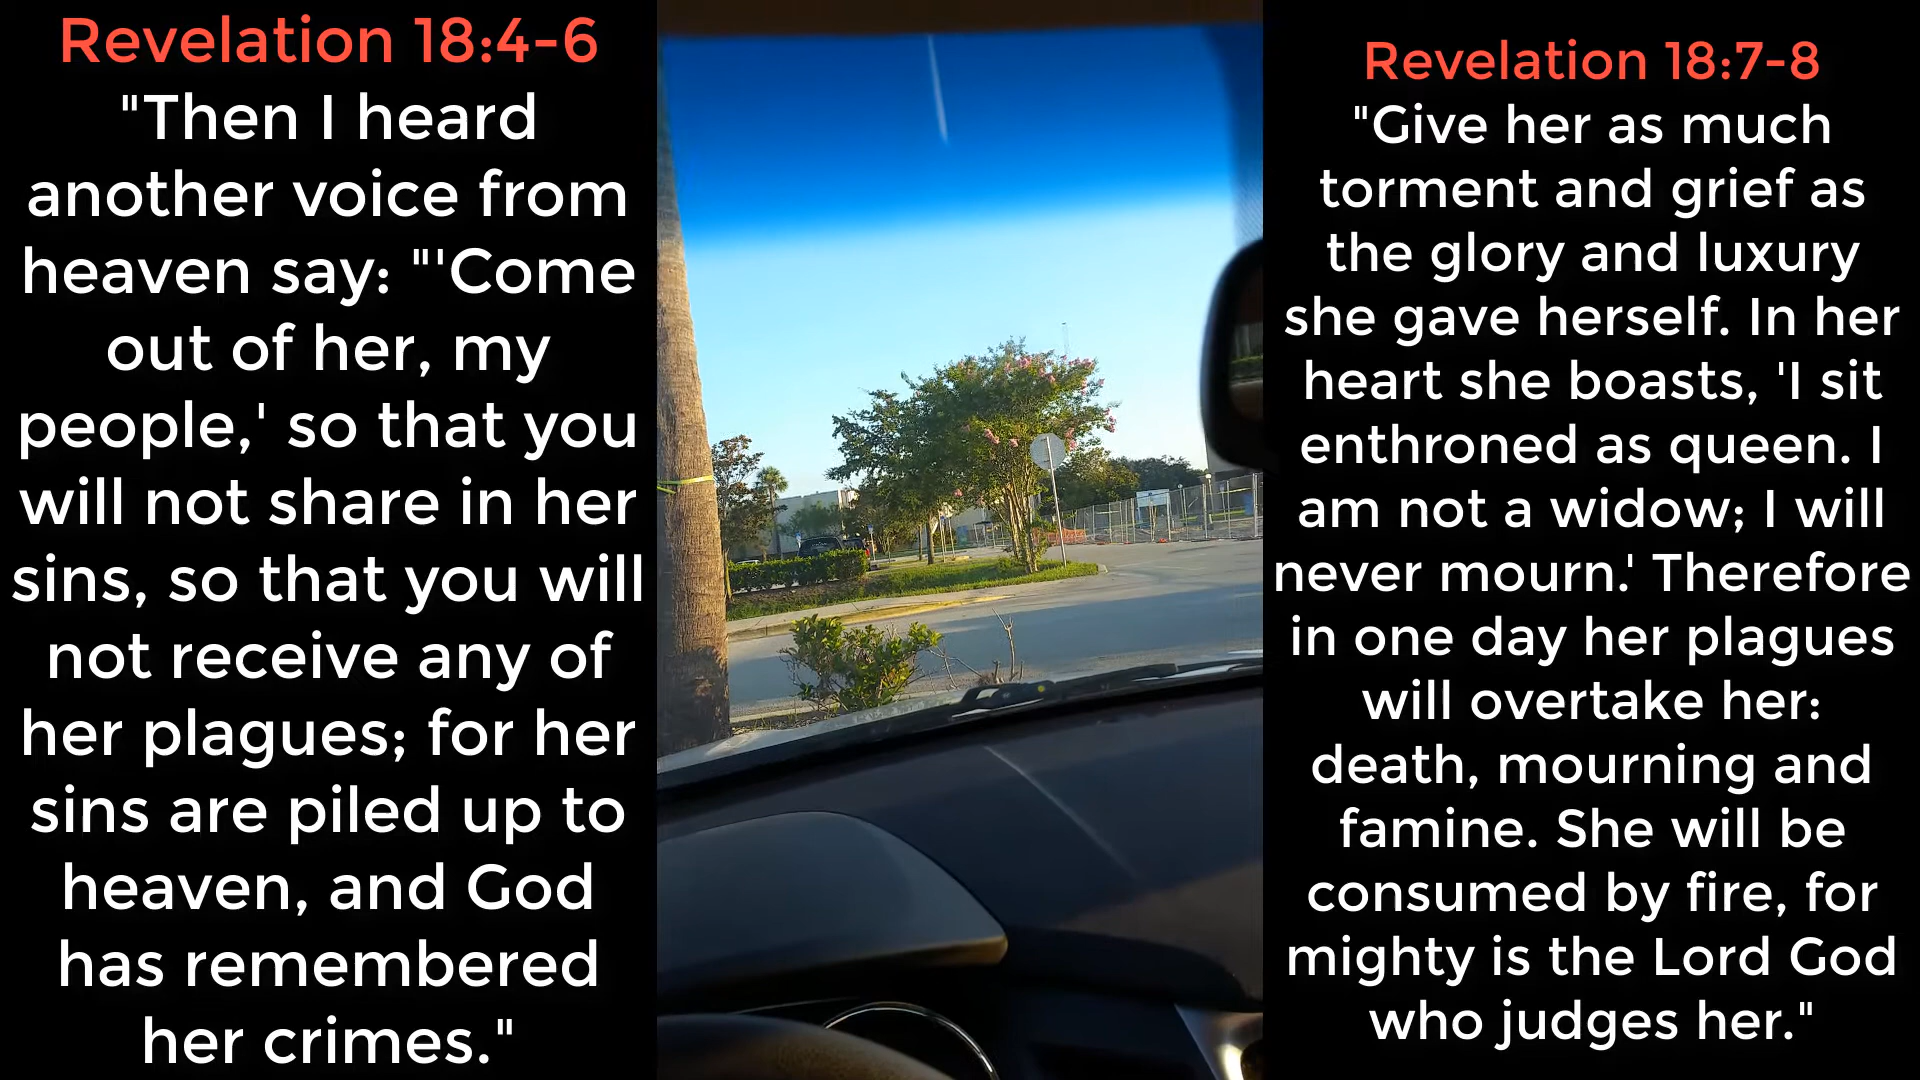 Revelation 18:4-6
"Then I heard
another voice from
heaven say: "'Come
out of her, my
people,' so that you
will not share in her
sins, so that you will
not receive any of
her plagues; for her
sins are piled up to
heaven, and God
has remembered
her crimes."
Revelation 18:7-8
"Give her as much
torment and grief as
the glory and luxury
she gave herself. In her
heart she boasts, 'I sit
enthroned as queen. I
am not a widow; I will
never mourn.' Therefore
in one day her plagues
will overtake her:
death, mourning and
famine. She will be
consumed by fire, for
mighty is the Lord God
who judges her."